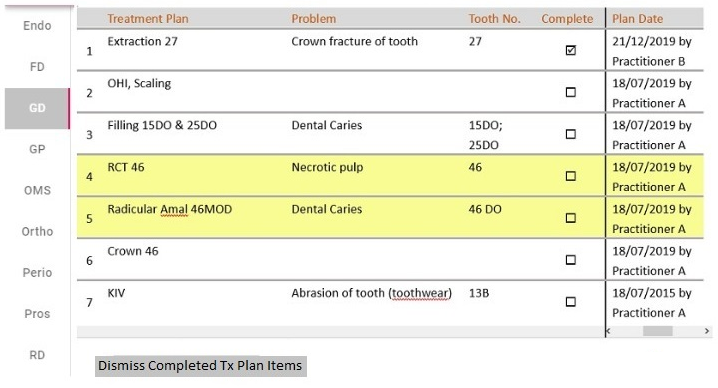 Endo
FD
GD
GP
OMS
Ortho
Perio
Pros
RD
Treatment Plan Problem Tooth No. Complete Plan Date
1 Extraction 27 Crown fracture of tooth 27 21/12/2019 by
Practitioner B
2 OHI, Scaling 18/07/2019 by
Practitioner A
3 Filling 15DO & 25DO Dental Caries 15DO; 18/07/2019 by
25DO Practitioner A
4 RCT 46 Necrotic pulp 46 18/07/2019 by
Practitioner A
5 Radicular Amal 46MOD Dental Caries 46 DO 18/07/2019 by
Practitioner A
6 Crown 46 18/07/2019 by
Practitioner A
7 KIV Abrasion of tooth (toothwear) 13B 18/07/2015 by
Practitioner A
Dismiss Completed Tx Plan Items